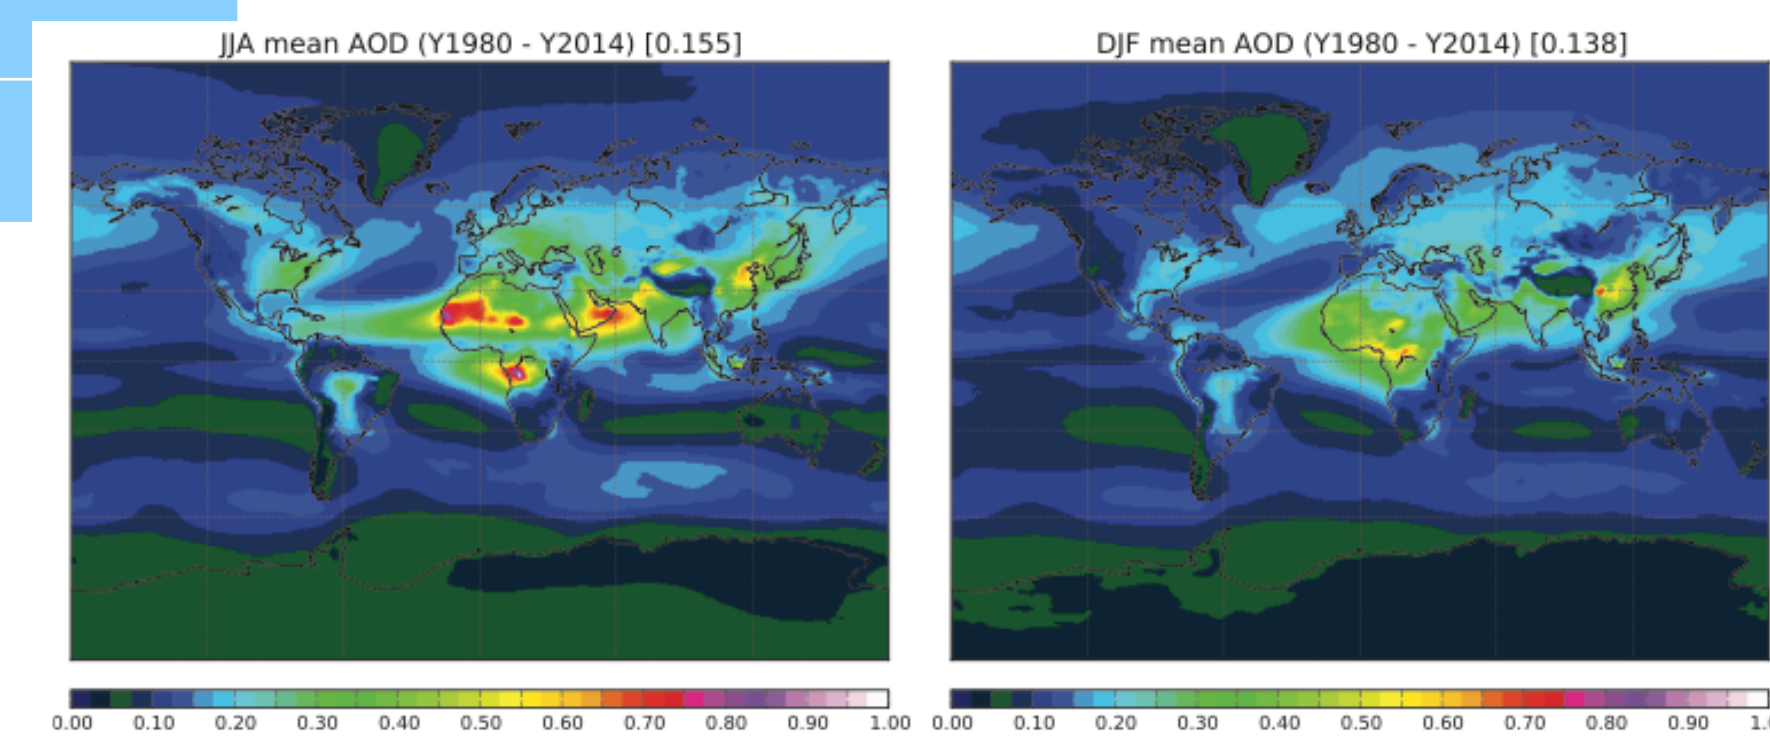 JJA mean AOD (Y1980 - Y2014) [0.155]
DJF mean AOD (Y1980 - Y2014) [0.138]
0.00 0.10 0.20 0.30 0.40 0.50 0.60 0.70 0.80 0.90 1.00
0.00 0.10 0.20 0.30 0.40 0.50 0.60 0.70 0.80 0.90 1.0